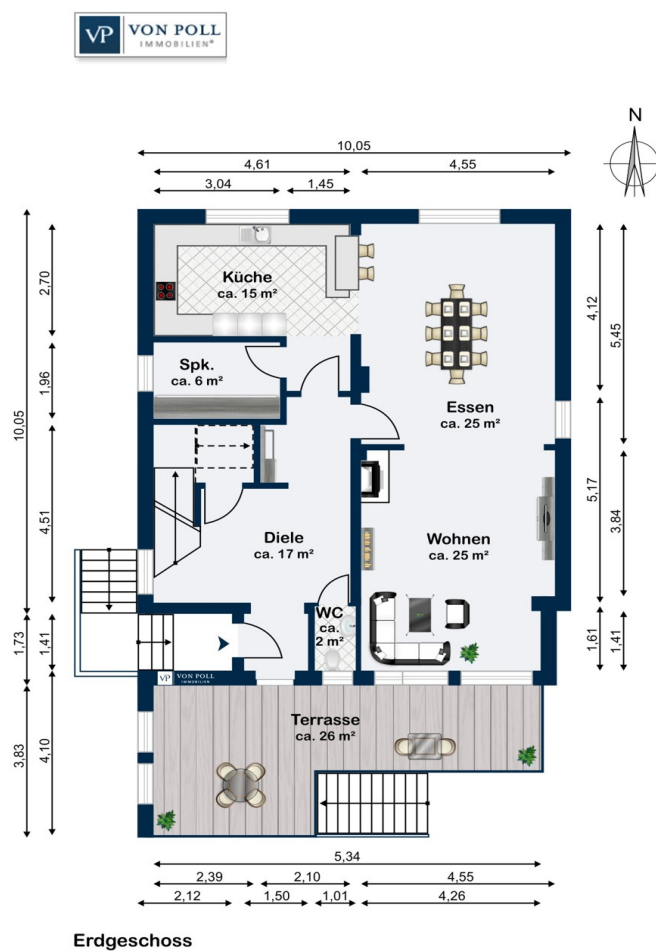 VP VON POLL
IMMOBILIEN®
N
10,05
4,61 4,55
3,04 1,45
10,05
1,73
3,83
2,70
1,96
4,51
1,41
4,10
4,12
5,17
1,61
5,45
3,84
1,41
Küche
ca. 15 m²
Spk.
ca. 6 m²
Essen
ca. 25 m²
Diele
ca. 17 m²
Wohnen
ca. 25 m²
WC
ca.
2 m²
VP VON POLL
IMMOBILIEN
Terrasse
ca. 26 m²
5,34
2,39 2,10 4,55
2,12 1,50 1,01 4,26
Erdgeschoss